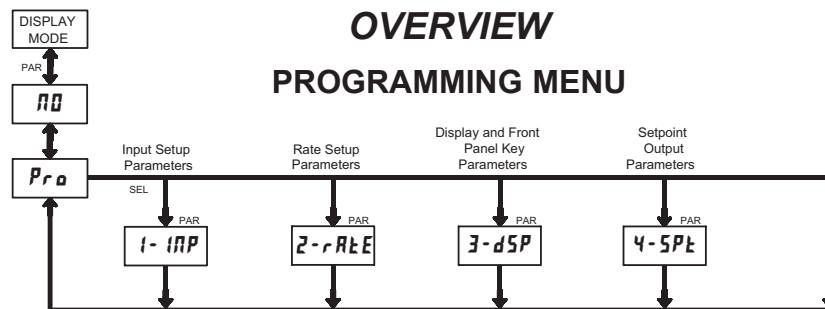 OVERVIEW
PROGRAMMING MENU
DISPLAY
MODE
PAR
NO
Pro
Input Setup
Parameters
Rate Setup
Parameters
Display and Front
Panel Key
Parameters
Setpoint
Output
Parameters
SEL
PAR
PAR
PAR
PAR
1-INP
2-rAtE
3-dSP
4-SPt